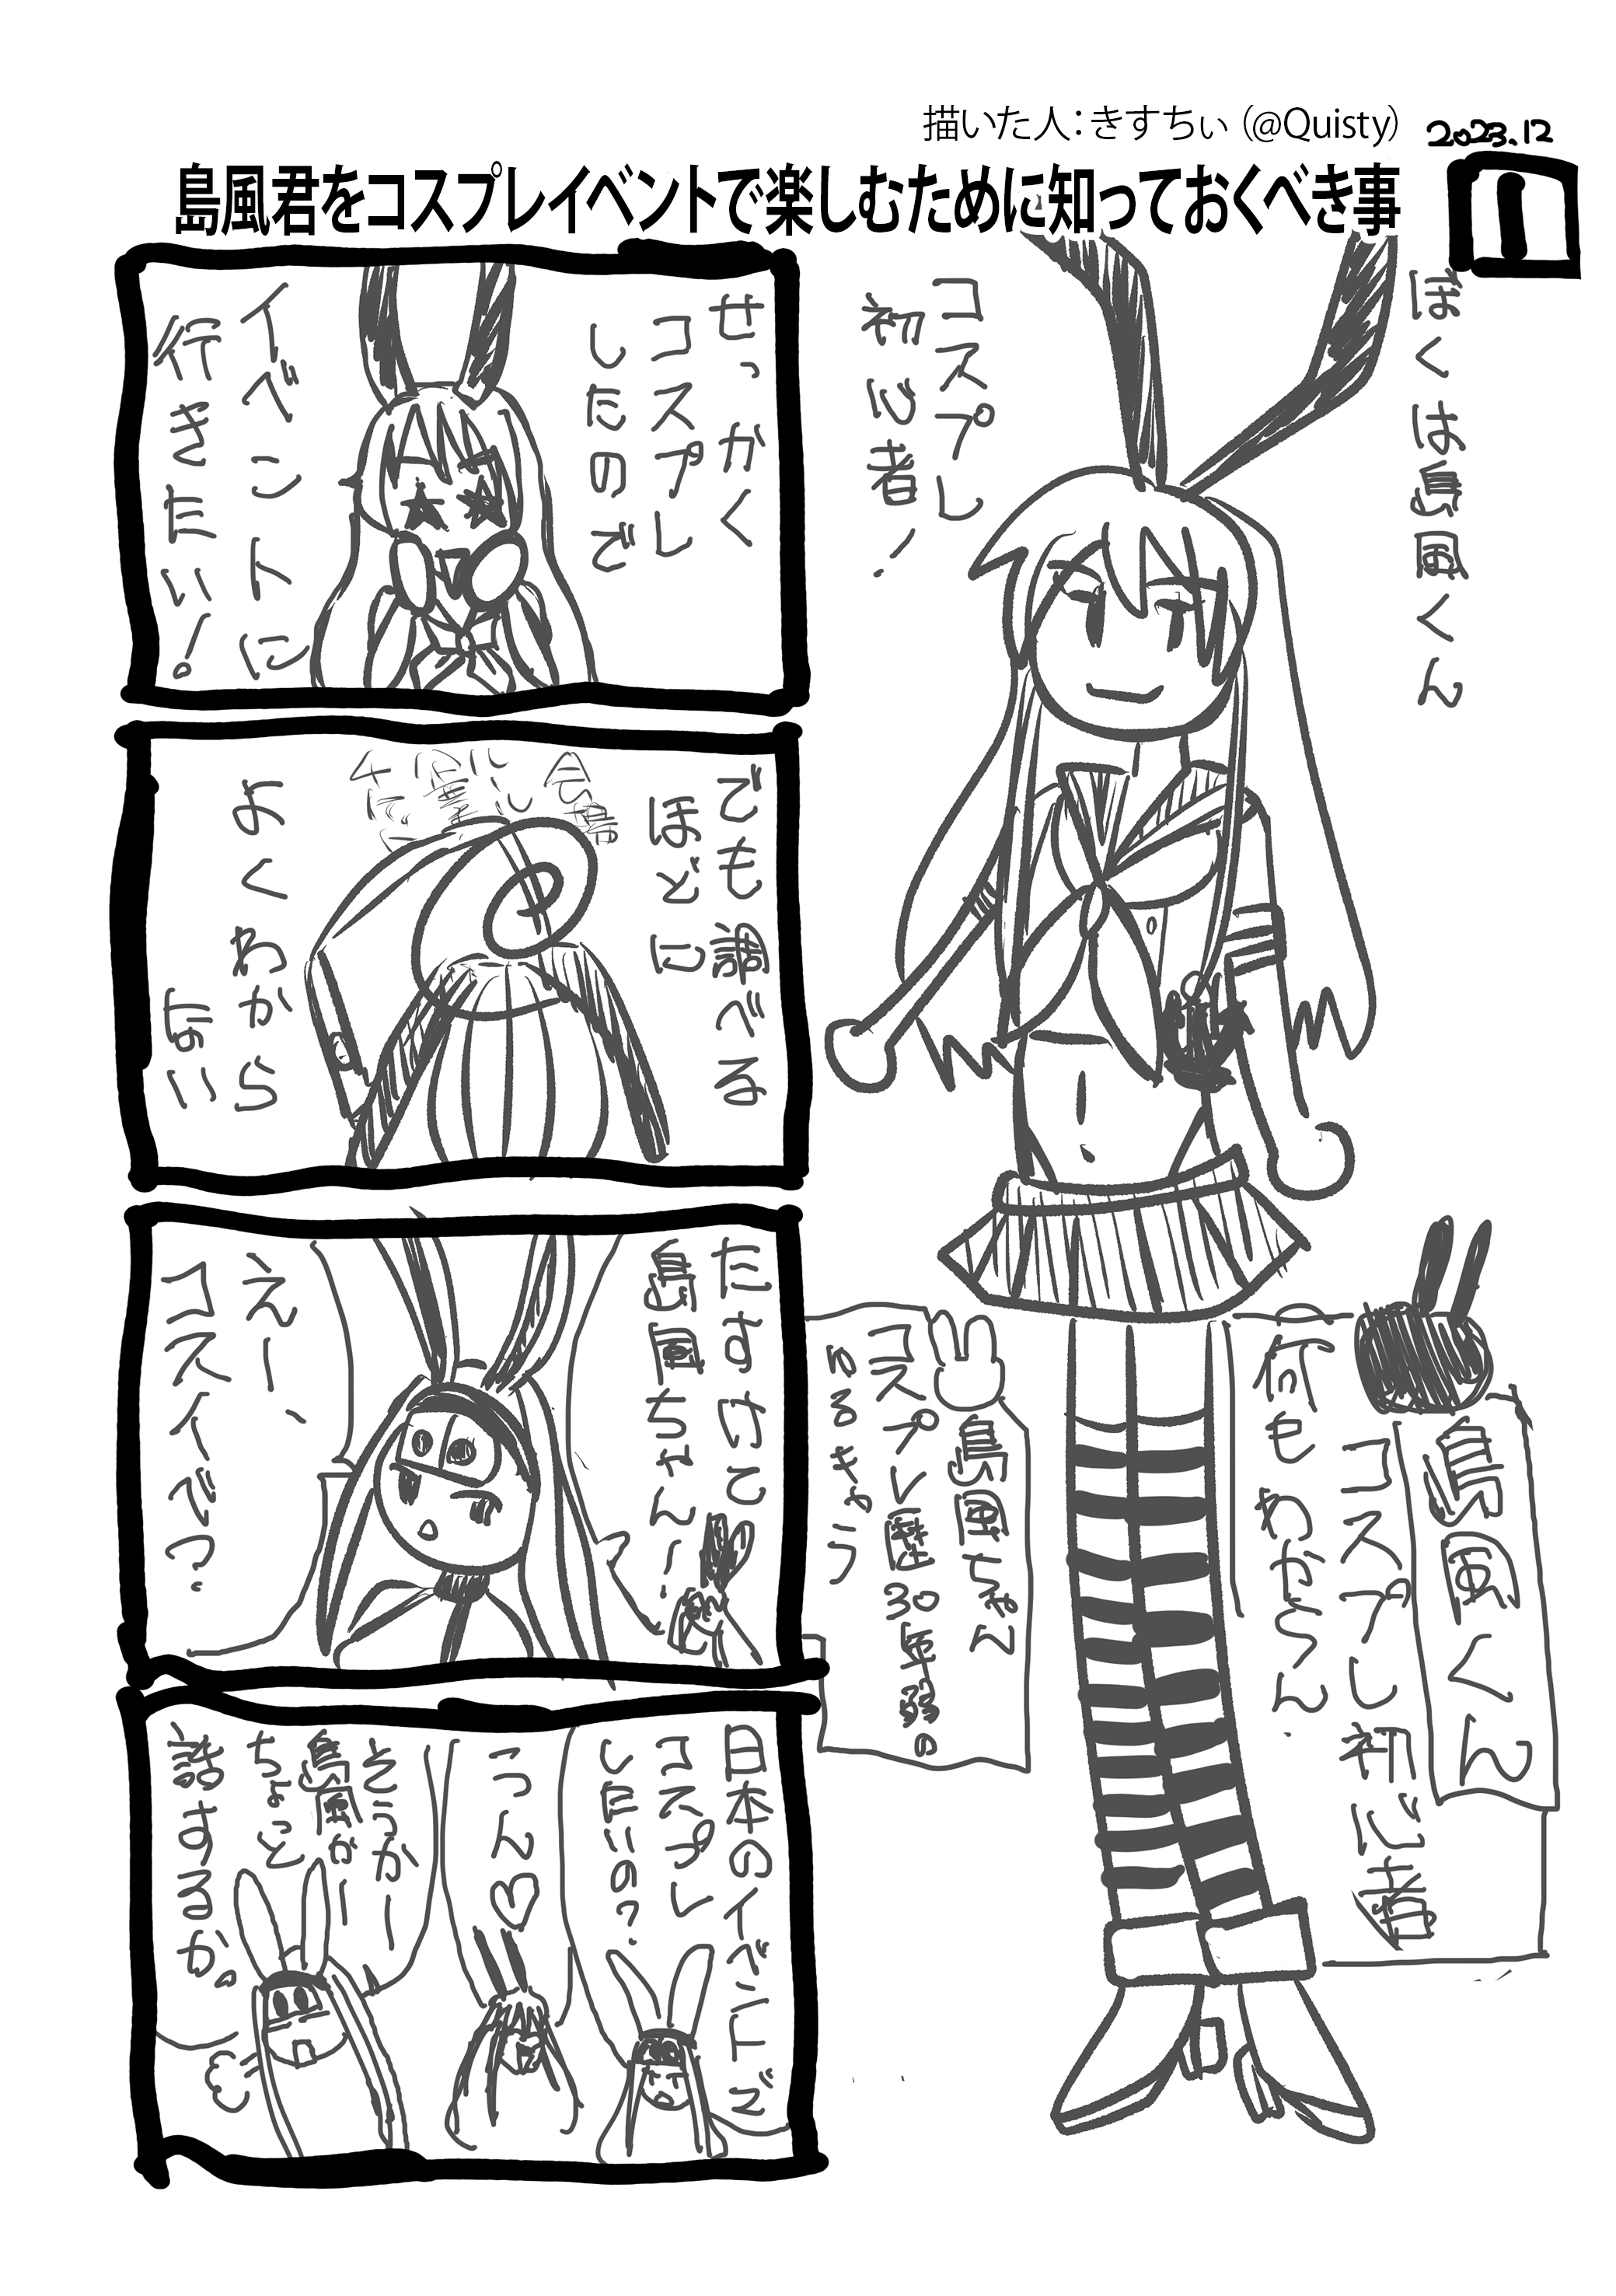 描いた人：きすちぃ（@Quisty）
2023.12
島風君をコスプレイベントで楽しむために知っておくべき事
1
ぼくは島風くん
コスプレ
初心者！
島風くん
コスプレ初心者
何もわからん
島風ちゃん
コスプレ歴30年弱の
せっかく
コスプレ
したので
イベントに
行きたい！
でも調べる
ほどに
よくわから
ない
たすけて
島風ちゃん〜
えー、
コスイベ？
日本のイベントで
コスプレ
したいの？
うん♡
そうかー
島風がー
ちょっと
話するか。